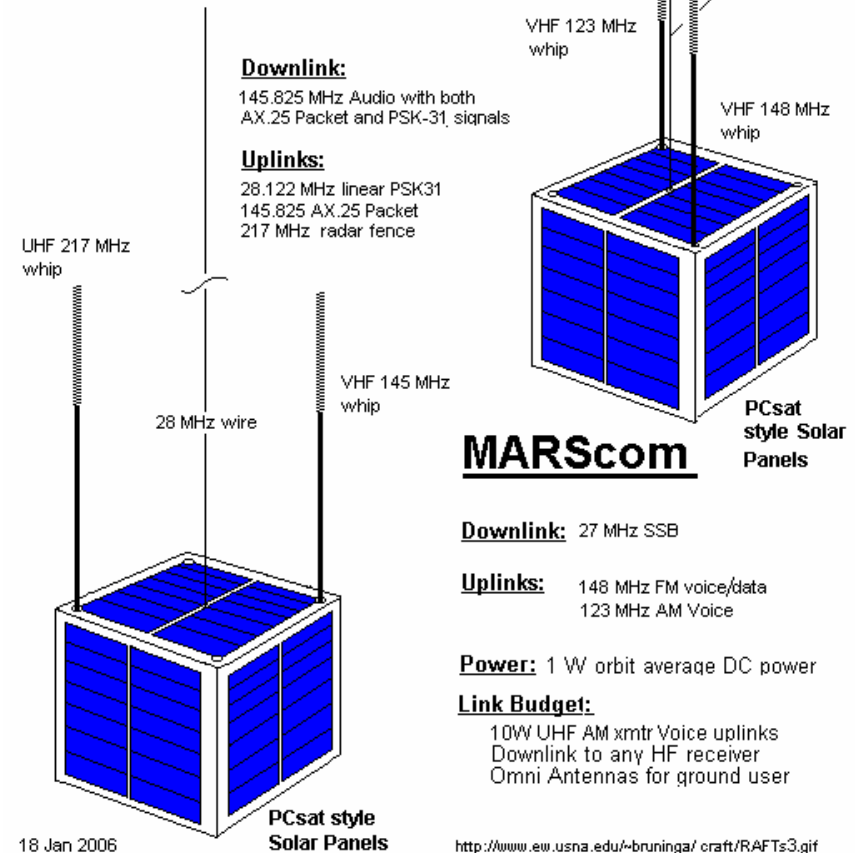 VHF 123 MHz
whip
Downlink:
145.825 MHz Audio with both
AX.25 Packet and PSK-31 signals
VHF 148 MHz
whip
Uplinks:
28.122 MHz linear PSK31
145.825 AX.25 Packet
217 MHz radar fence
UHF 217 MHz
whip
VHF 145 MHz
whip
28 MHz wire
PCsat
style Solar
Panels
MARScom
Downlink: 27 MHz SSB
Uplinks: 148 MHz FM voice/data
123 MHz AM Voice
Power: 1 W orbit average DC power
Link Budget:
10W UHF AM xmtr Voice uplinks
Downlink to any HF receiver
Omni Antennas for ground user
PCsat style
Solar Panels
18 Jan 2006
http://www.ew.usna.edu/~bruninga/ craft/RAFTs3.gif